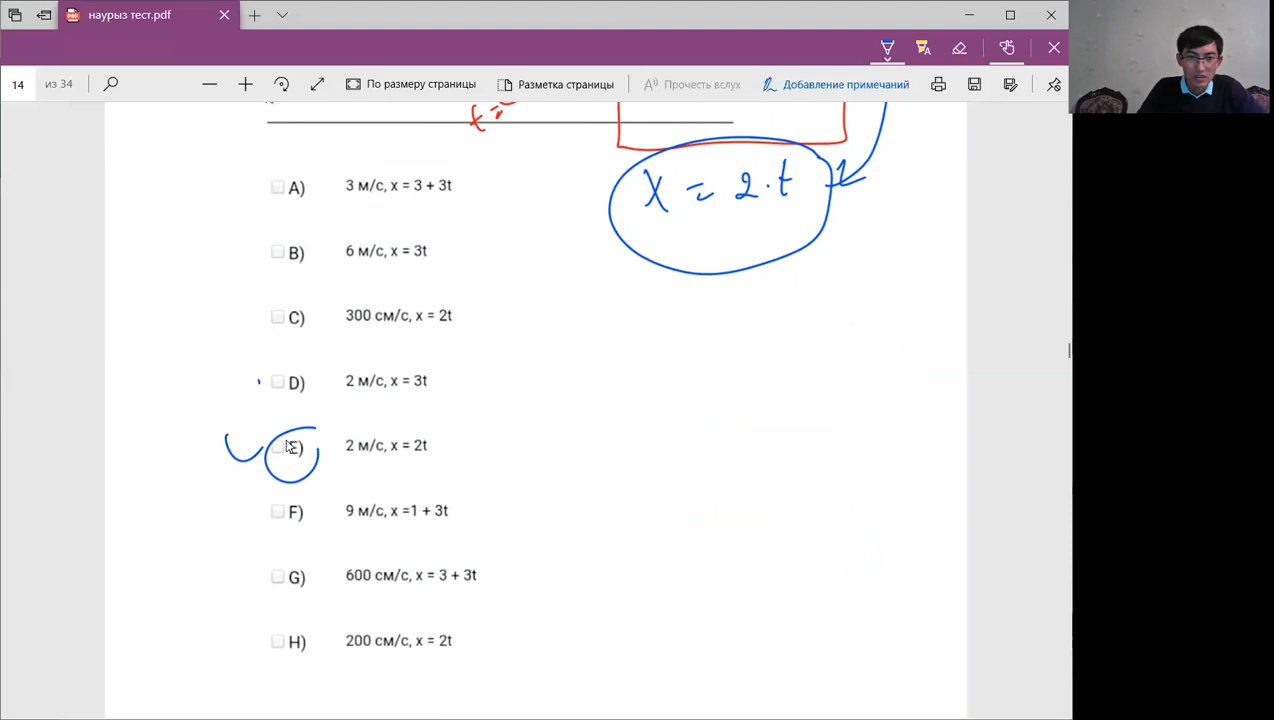 наурыз тест.pdf
14 из 34
По размеру страницы
Разметка страницы
Прочесть вслух
Добавление примечаний
t =
x = 2·t
A) 3 м/с, x = 3 + 3t
B) 6 м/с, x = 3t
C) 300 см/с, x = 2t
D) 2 м/с, x = 3t
E) 2 м/с, x = 2t
F) 9 м/с, x =1 + 3t
G) 600 см/с, x = 3 + 3t
H) 200 см/с, x = 2t